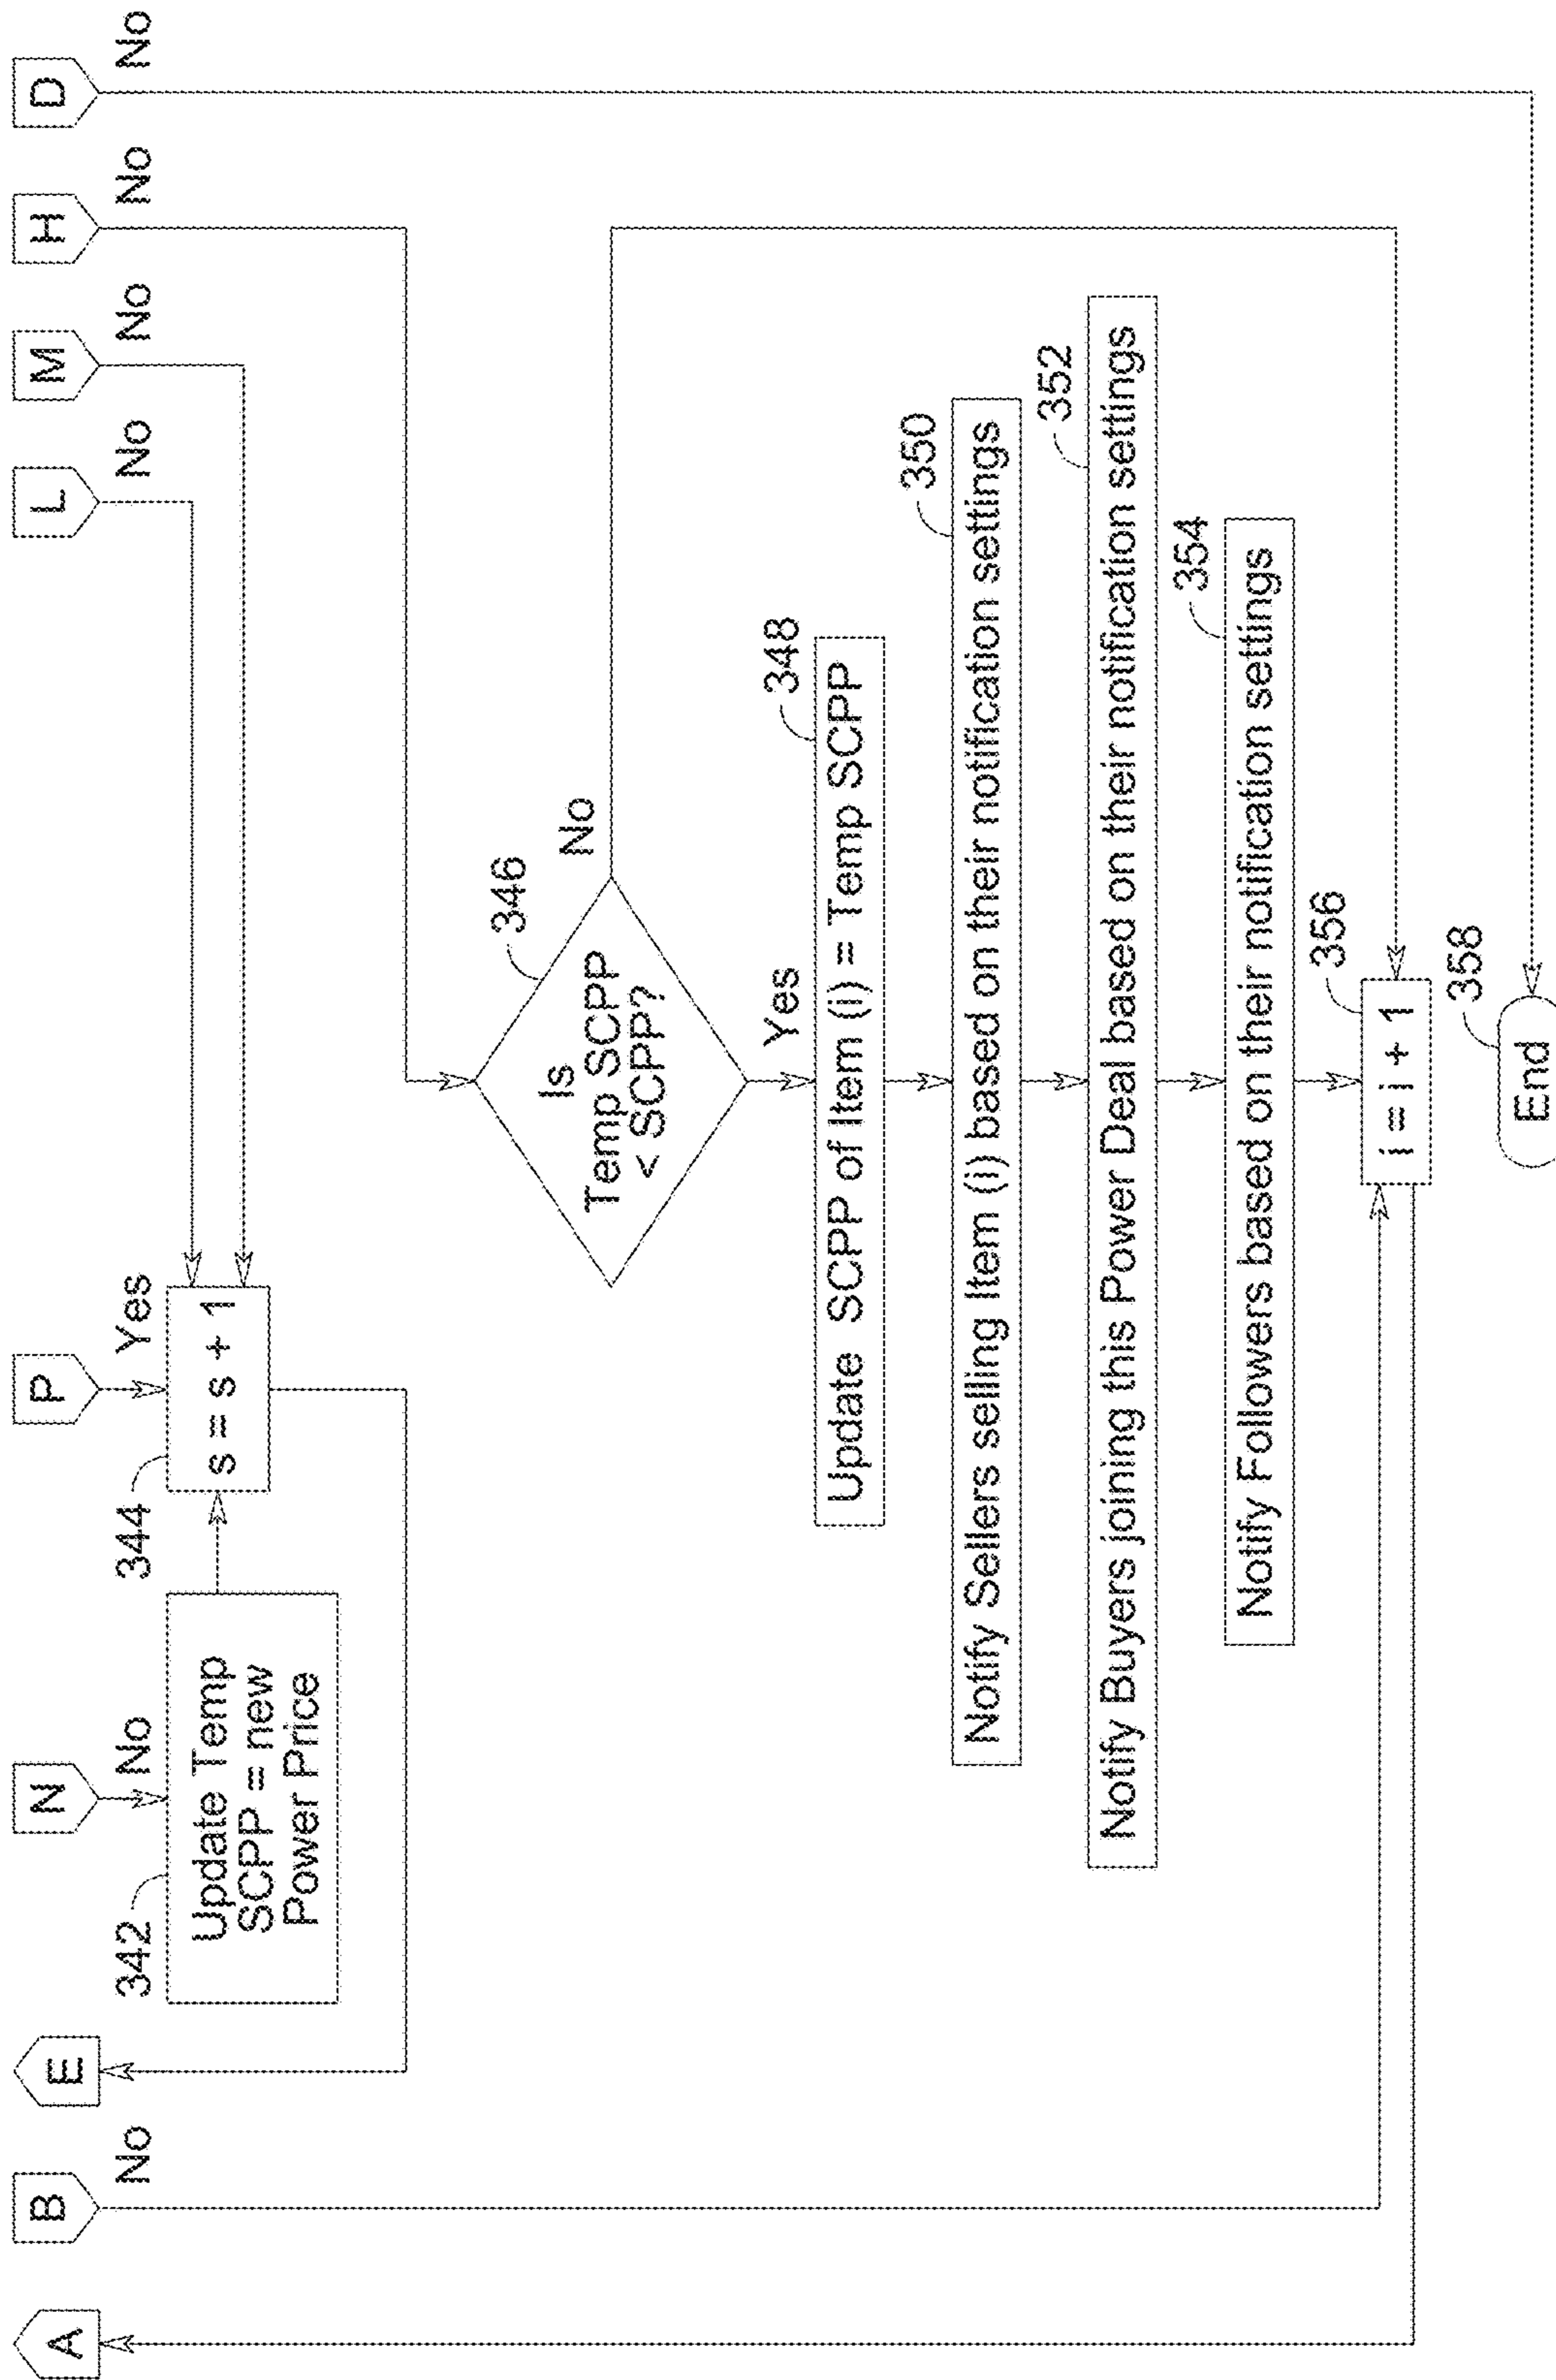 A
B
No
E
N
No
P
Yes
L
No
M
No
H
No
D
No
342
Update Temp
SCPP = new
Power Price
344
s = s + 1
346
Is
Temp SCPP
< SCPP?
No
Yes
348
Update SCPP of Item (i) = Temp SCPP
350
Notify Sellers selling Item (i) based on their notification settings
352
Notify Buyers joining this Power Deal based on their notification settings
354
Notify Followers based on their notification settings
356
i = i + 1
358
End